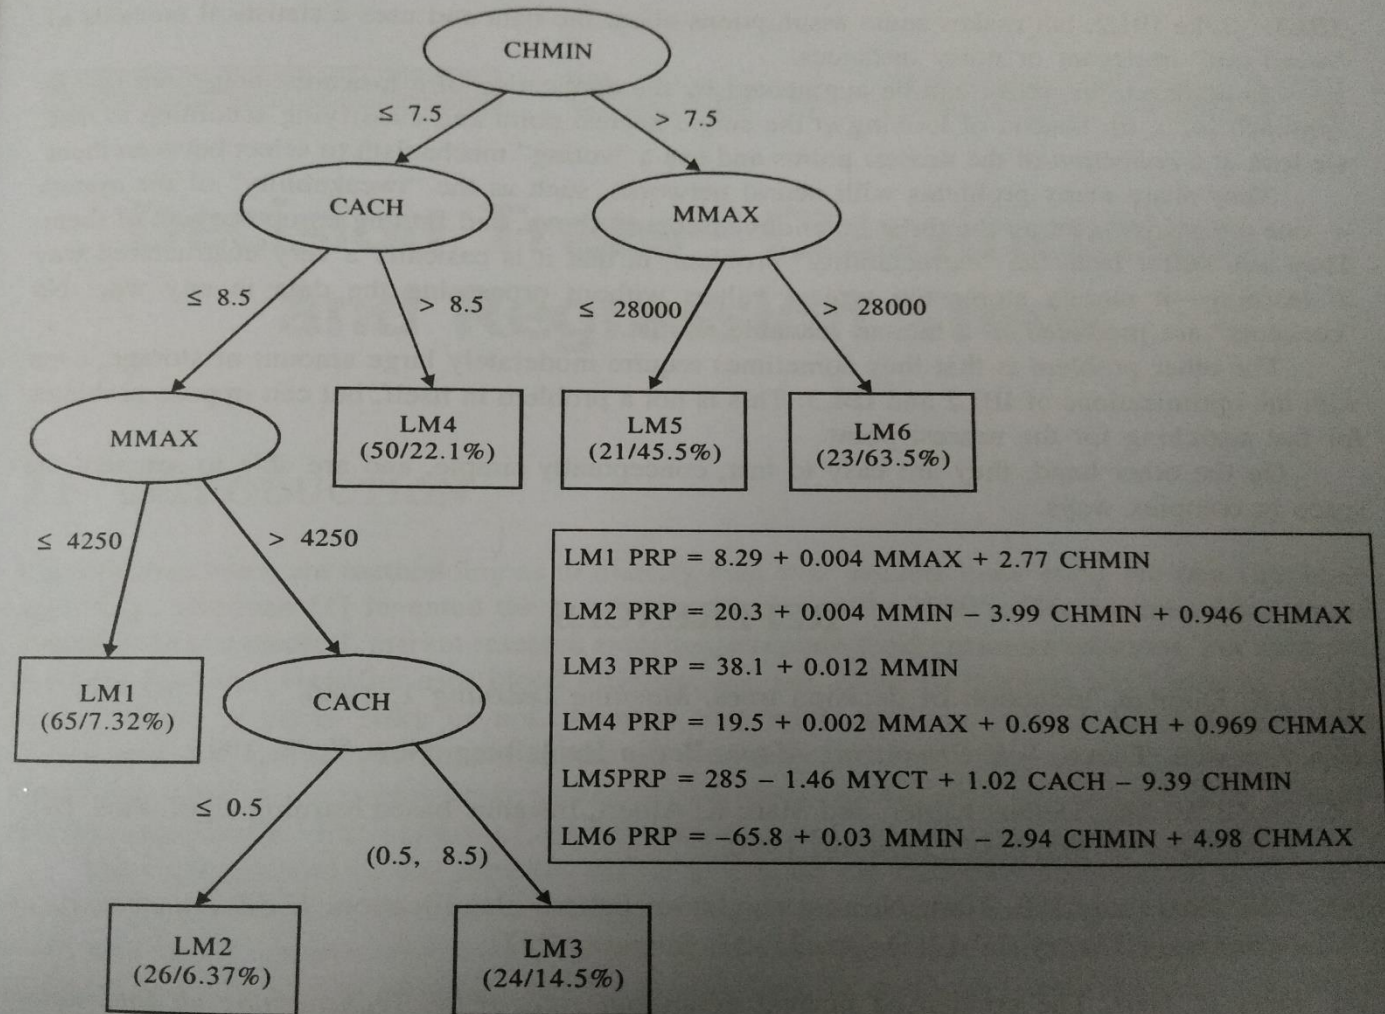 CHMIN
≤ 7.5
> 7.5
CACH
MMAX
≤ 8.5
> 8.5
≤ 28000
> 28000
MMAX
LM4
(50/22.1%)
LM5
(21/45.5%)
LM6
(23/63.5%)
≤ 4250
> 4250
LM1
(65/7.32%)
CACH
≤ 0.5
(0.5, 8.5)
LM2
(26/6.37%)
LM3
(24/14.5%)
LM1 PRP = 8.29 + 0.004 MMAX + 2.77 CHMIN
LM2 PRP = 20.3 + 0.004 MMIN – 3.99 CHMIN + 0.946 CHMAX
LM3 PRP = 38.1 + 0.012 MMIN
LM4 PRP = 19.5 + 0.002 MMAX + 0.698 CACH + 0.969 CHMAX
LM5PRP = 285 – 1.46 MYCT + 1.02 CACH – 9.39 CHMIN
LM6 PRP = –65.8 + 0.03 MMIN – 2.94 CHMIN + 4.98 CHMAX